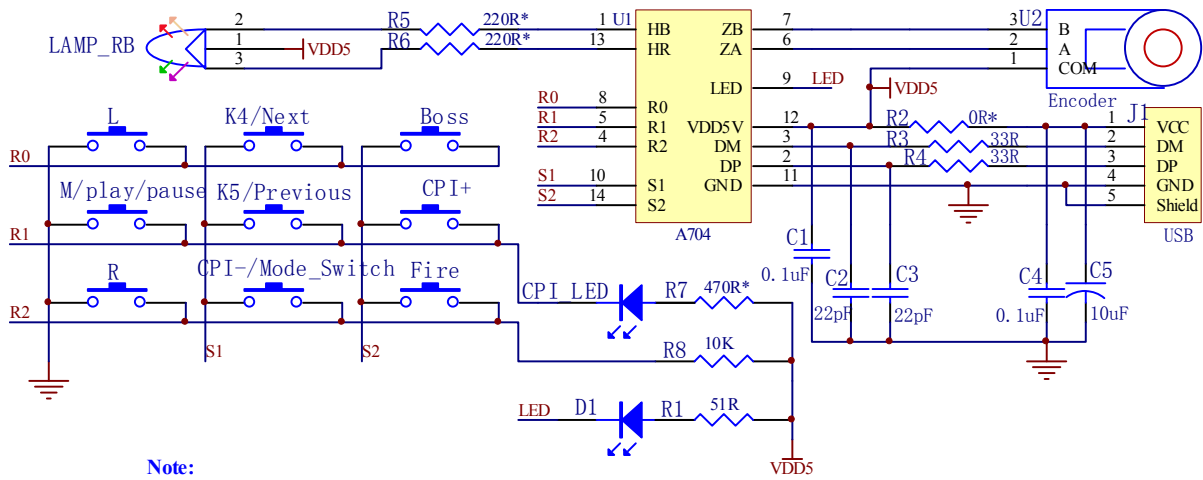 LAMP_RB
2
1
3
VDD5
R5
220R*
R6
220R*
1
U1
13
HB
HR
ZB
ZA
7
6
9
LED
LED
R0
8
R0
R1
5
R1
R2
4
R2
S1
10
S1
S2
14
S2
VDD5V
12
DM
3
DP
2
GND
11
A704
3
U2
2
1
B
A
COM
Encoder
VDD5
R2
0R*
R3
33R
R4
33R
J1
1
VCC
2
DM
3
DP
4
GND
5
Shield
USB
L
K4/Next
Boss
R0
M/play/pause
K5/Previous
CPI+
R1
R
CPI-/Mode_Switch
Fire
R2
S1
S2
CPI LED
R7
470R*
R8
10K
LED
D1
R1
51R
VDD5
C1
0.1uF
C2
22pF
C3
22pF
C4
0.1uF
C5
10uF
Note: